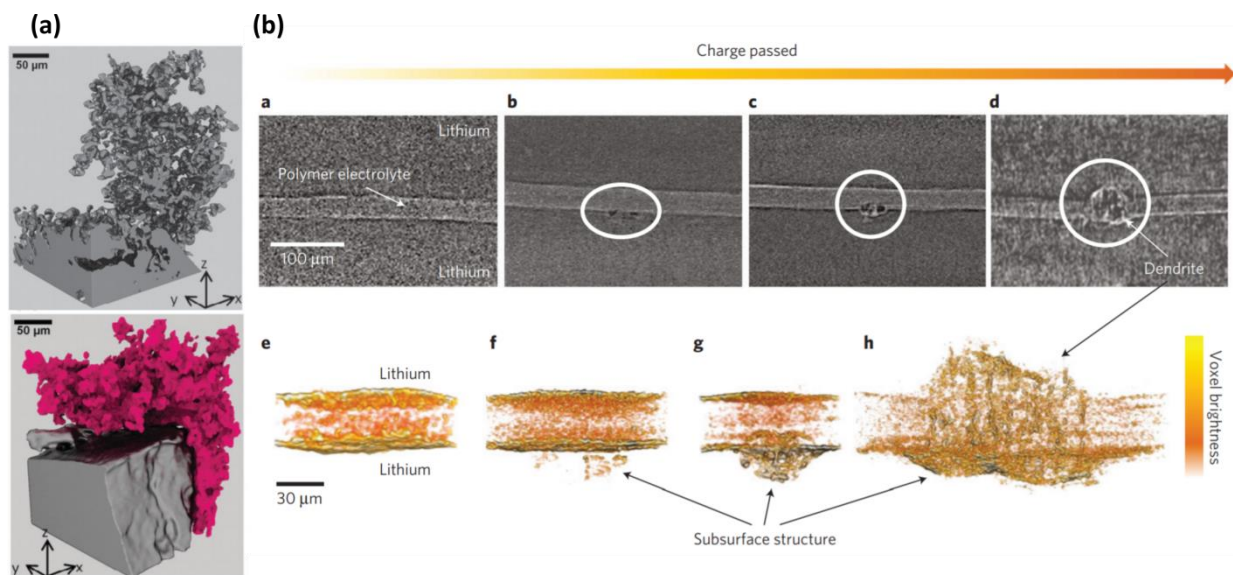 (a)
50 µm
z
y
x
50 µm
z
y
x
(b)
Charge passed
a
b
c
d
Lithium
Polymer electrolyte
100 µm
Lithium
Dendrite
e
f
g
h
Lithium
Lithium
30 µm
Subsurface structure
Voxel brightness